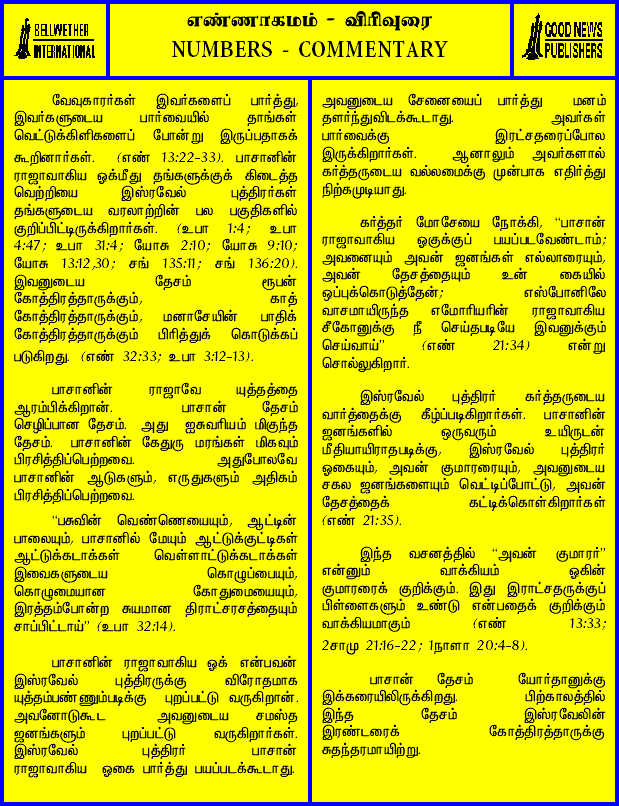 BELLWETHER
INTERNATIONAL
எண்ணாகமம் - விரிவுரை
NUMBERS - COMMENTARY
GOOD NEWS
PUBLISHERS
வேவுகாரர்கள் இவர்களைப் பார்த்து,
இவர்களுடைய பார்வையில் தாங்கள்
வெட்டுக்கிளிகளைப் போன்று இருப்பதாகக்
கூறினார்கள். (எண் 13:22-33). பாசானின்
ராஜாவாகிய ஓக்மீது தங்களுக்குக் கிடைத்த
வெற்றியை இஸ்ரவேல் புத்திரர்கள்
தங்களுடைய வரலாற்றின் பல பகுதிகளில்
குறிப்பிட்டிருக்கிறார்கள். (உபா 1:4; உபா
4:47; உபா 31:4; யோசு 2:10; யோசு 9:10;
யோசு 13:12,30; சங் 135:11; சங் 136:20).
இவனுடைய தேசம் ரூபன்
கோத்திரத்தாருக்கும், காத்
கோத்திரத்தாருக்கும், மனாசேயின் பாதிக்
கோத்திரத்தாருக்கும் பிரித்துக் கொடுக்கப்
படுகிறது. (எண் 32:33; உபா 3:12-13).
பாசானின் ராஜாவே யுத்தத்தை
ஆரம்பிக்கிறான். பாசான் தேசம்
செழிப்பான தேசம். அது ஐசுவரியம் மிகுந்த
தேசம். பாசானின் கேதுரு மரங்கள் மிகவும்
பிரசித்திப்பெற்றவை. அதுபோலவே
பாசானின் ஆடுகளும், எருதுகளும் அதிகம்
பிரசித்திப்பெற்றவை.
“பசுவின் வெண்ணெயையும், ஆட்டின்
பாலையும், பாசானில் மேயும் ஆட்டுக்குட்டிகள்
ஆட்டுக்கடாக்கள் வெள்ளாட்டுக்கடாக்கள்
இவைகளுடைய கொழுப்பையும்,
கொழுமையான கோதுமையையும்,
இரத்தம்போன்ற சுயமான திராட்சரசத்தையும்
சாப்பிட்டாய்” (உபா 32:14).
பாசானின் ராஜாவாகிய ஓக் என்பவன்
இஸ்ரவேல் புத்திரருக்கு விரோதமாக
யுத்தம்பண்ணும்படிக்கு புறப்பட்டு வருகிறான்.
அவனோடுகூட அவனுடைய சமஸ்த
ஜனங்களும் புறப்பட்டு வருகிறார்கள்.
இஸ்ரவேல் புத்திரர் பாசான்
ராஜாவாகிய ஓகை பார்த்து பயப்படக்கூடாது.
அவனுடைய சேனையைப் பார்த்து மனம்
தளர்ந்துவிடக்கூடாது. அவர்கள்
பார்வைக்கு இரட்சதரைப்போல
இருக்கிறார்கள். ஆனாலும் அவர்களால்
கர்த்தருடைய வல்லமைக்கு முன்பாக எதிர்த்து
நிற்கமுடியாது.
கர்த்தர் மோசேயை நோக்கி, “பாசான்
ராஜாவாகிய ஓகுக்குப் பயப்படவேண்டாம்;
அவனையும் அவன் ஜனங்கள் எல்லாரையும்,
அவன் தேசத்தையும் உன் கையில்
ஒப்புக்கொடுத்தேன்; எஸ்போனிலே
வாசமாயிருந்த எமோரியரின் ராஜாவாகிய
சீகோனுக்கு நீ செய்தபடியே இவனுக்கும்
செய்வாய்” (எண் 21:34) என்று
சொல்லுகிறார்.
இஸ்ரவேல் புத்திரர் கர்த்தருடைய
வார்த்தைக்கு கீழ்ப்படிகிறார்கள். பாசானின்
ஜனங்களில் ஒருவரும் உயிருடன்
மீதியாயிராதபடிக்கு, இஸ்ரவேல் புத்திரர்
ஓகையும், அவன் குமாரரையும், அவனுடைய
சகல ஜனங்களையும் வெட்டிப்போட்டு, அவன்
தேசத்தைக் கட்டிக்கொள்கிறார்கள்
(எண் 21:35).
இந்த வசனத்தில் “அவன் குமாரர்”
என்னும் வாக்கியம் ஓகின்
குமாரரைக் குறிக்கும். இது இராட்சதருக்குப்
பிள்ளைகளும் உண்டு என்பதைக் குறிக்கும்
வாக்கியமாகும் (எண் 13:33;
2சாமு 21:16-22; 1நாளா 20:4-8).
பாசான் தேசம் யோர்தானுக்கு
இக்கரையிலிருக்கிறது. பிற்காலத்தில்
இந்த தேசம் இஸ்ரவேலின்
இரண்டரைக் கோத்திரத்தாருக்கு
சுதந்தரமாயிற்று.